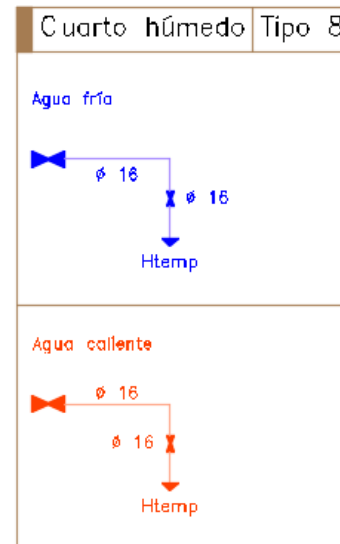 Cuarto húmedo Tipo 8
Agua fría
ø 16
ø 16
Htemp
Agua caliente
ø 16
ø 16
Htemp